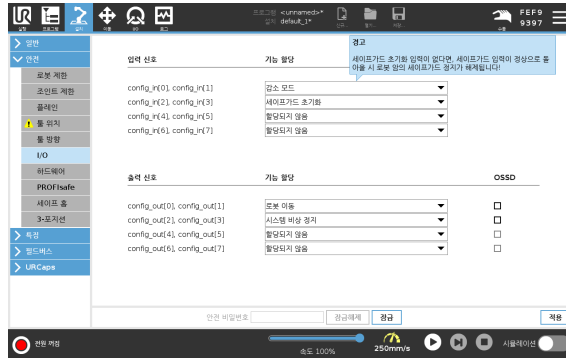 프로그램 <unnamed>*
설치 default_1*
FEF9
9397
실행
프로그램
설치
이동
I/O
로그
신규...
열기...
저장...
수동
일반
안전
로봇 제한
조인트 제한
플레인
툴 위치
툴 방향
I/O
하드웨어
PROFIsafe
세이프 홈
3-포지션
특징
필드버스
URCaps
경고
세이프가드 초기화 입력이 없다면, 세이프가드 입력이 정상으로 돌
아올 시 로봇 암의 세이프가드 정지가 해제됩니다!
입력 신호 기능 할당
config_in[0], config_in[1] 감소 모드
config_in[2], config_in[3] 세이프가드 초기화
config_in[4], config_in[5] 할당되지 않음
config_in[6], config_in[7] 할당되지 않음
출력 신호 기능 할당 OSSD
config_out[0], config_out[1] 로봇 이동
config_out[2], config_out[3] 시스템 비상 정지
config_out[4], config_out[5] 할당되지 않음
config_out[6], config_out[7] 할당되지 않음
안전 비밀번호 잠금해제 잠금 적용
전원 꺼짐
속도 100%
250mm/s
시뮬레이션